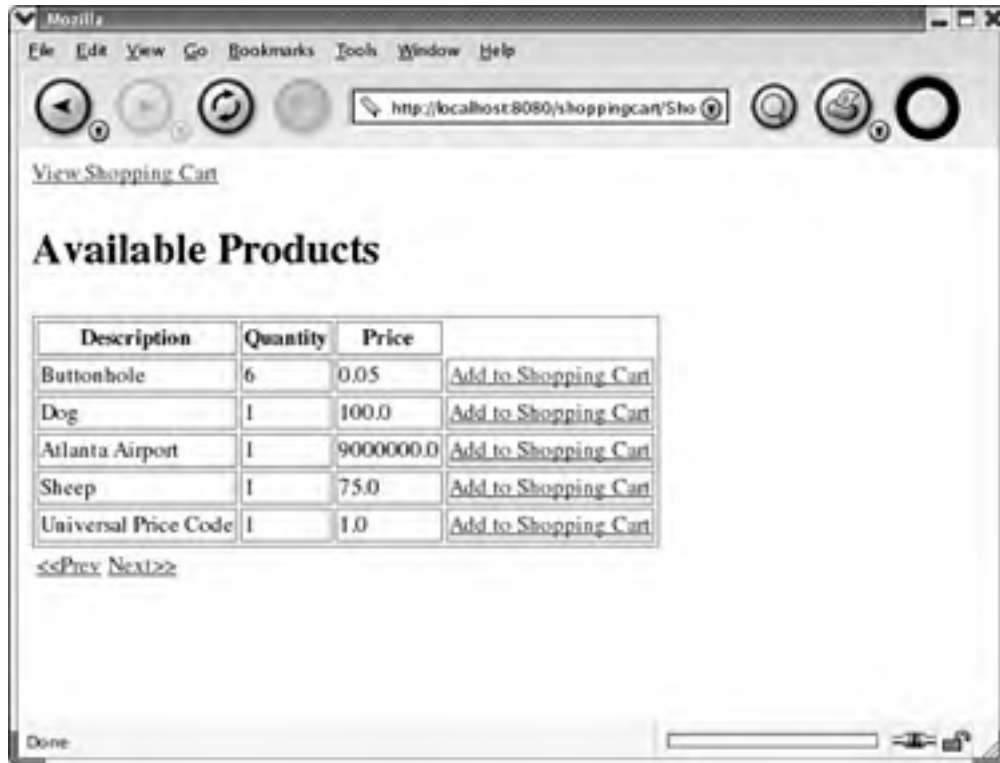 Mozilla
File Edit View Go Bookmarks Tools Window Help
http://localhost:8080/shoppingcart/Sho
View Shopping Cart
Available Products
Description Quantity Price
Buttonhole 6 0.05 Add to Shopping Cart
Dog 1 100.0 Add to Shopping Cart
Atlanta Airport 1 9000000.0 Add to Shopping Cart
Sheep 1 75.0 Add to Shopping Cart
Universal Price Code 1 1.0 Add to Shopping Cart
<<Prev Next>>
Done